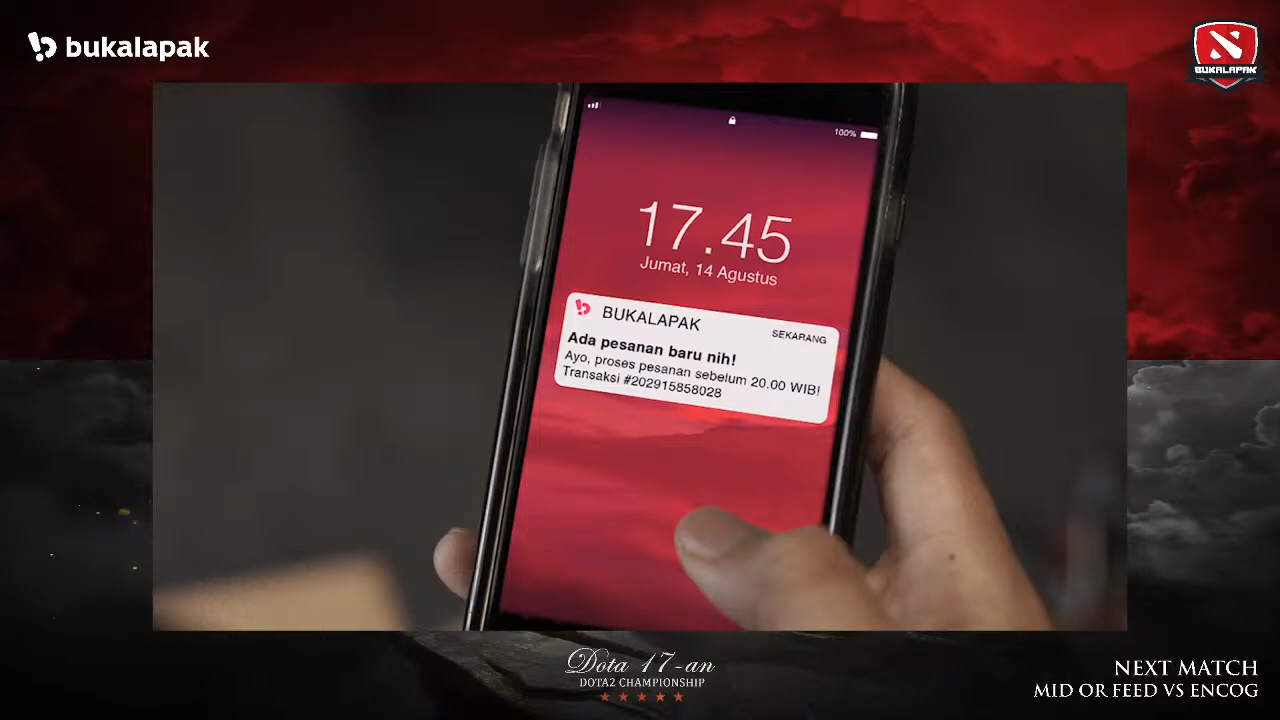 bukalapak
BUKALAPAK
100%
17.45
Jumat, 14 Agustus
BUKALAPAK
SEKARANG
Ada pesanan baru nih!
Ayo, proses pesanan sebelum 20.00 WIB!
Transaksi #202915858028
Dota 17-an
DOTA2 CHAMPIONSHIP
NEXT MATCH
MID OR FEED VS ENCOG